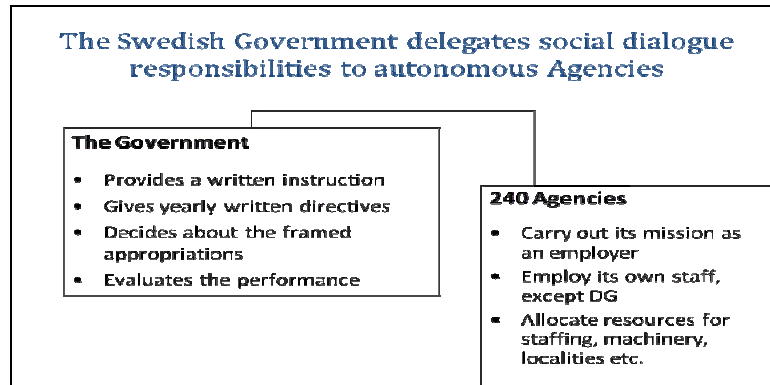 The Swedish Government delegates social dialogue
responsibilities to autonomous Agencies
The Government
• Provides a written instruction
• Gives yearly written directives
• Decides about the framed
appropriations
• Evaluates the performance
240 Agencies
• Carry out its mission as
an employer
• Employ its own staff,
except DG
• Allocate resources for
staffing, machinery,
localities etc.